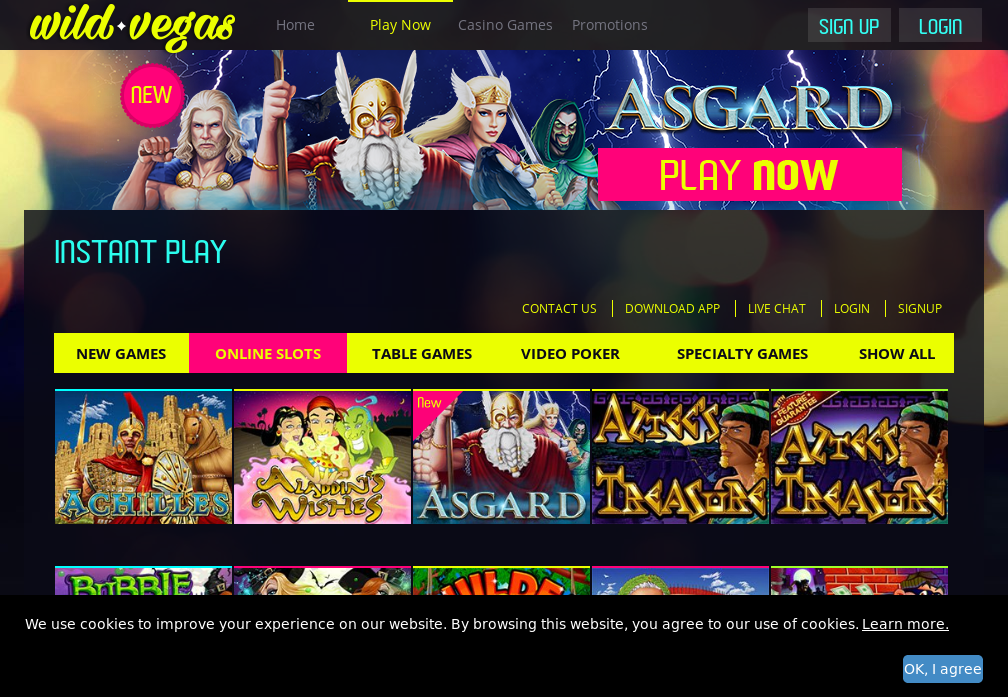 wild vegas
Home
Play Now
Casino Games
Promotions
SIGN UP
LOGIN
NEW
ASGARD
PLAY NOW
INSTANT PLAY
CONTACT US
DOWNLOAD APP
LIVE CHAT
LOGIN
SIGNUP
NEW GAMES
ONLINE SLOTS
TABLE GAMES
VIDEO POKER
SPECIALTY GAMES
SHOW ALL
ACHILLES
ALADDIN'S
WISHES
New
ASGARD
AZTEC'S
TREASURE
WITH
FEATURE
GUARANTEE
AZTEC'S
TREASURE
BUBBLE
We use cookies to improve your experience on our website. By browsing this website, you agree to our use of cookies. Learn more.
OK, I agree